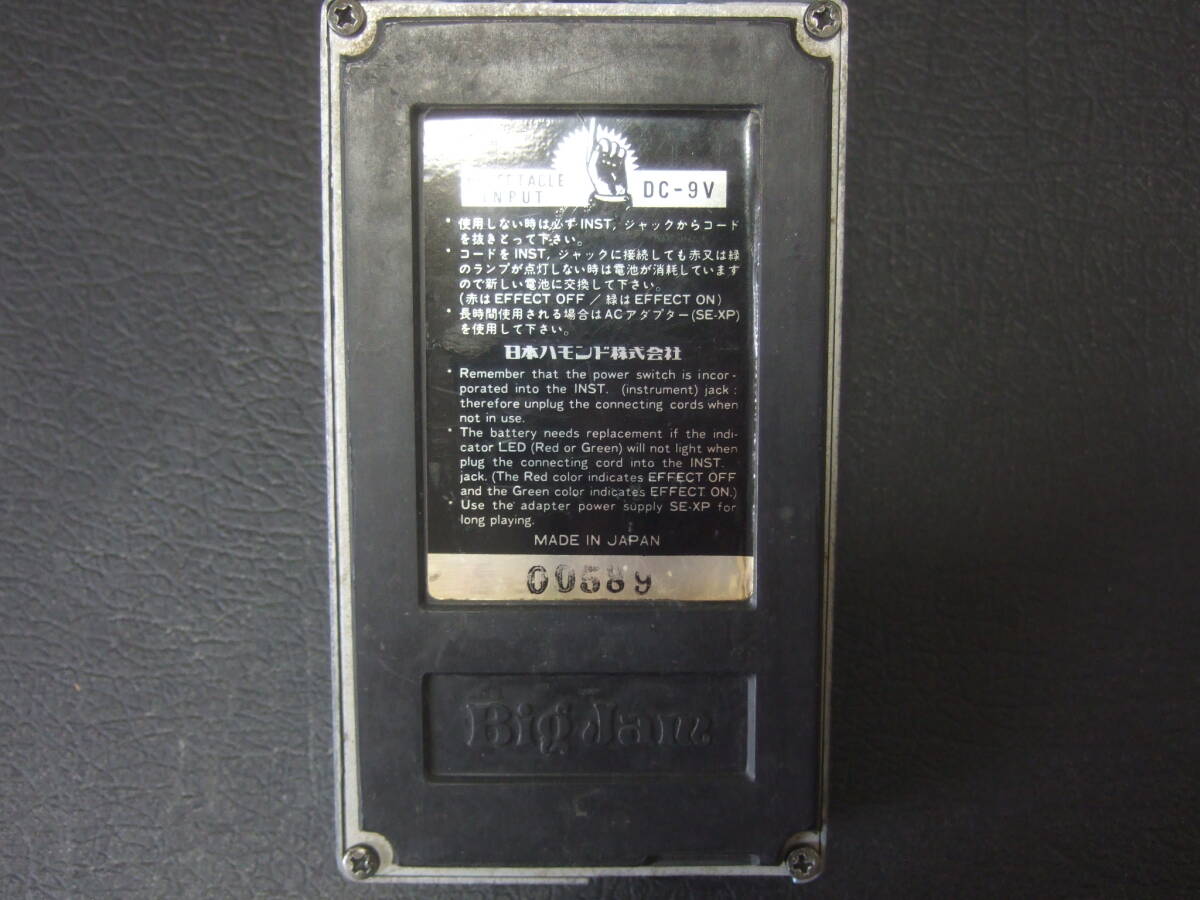 INPUT
DC-9V
• 使用しない時は必ずINST, ジャックからコード
を抜きとって下さい。
• コードをINST, ジャックに接続しても赤又は緑
のランプが点灯しない時は電池が消耗しています
ので新しい電池に交換して下さい。
(赤はEFFECT OFF / 緑はEFFECT ON)
• 長時間使用される場合はACアダプター(SE-XP)
を使用して下さい。
日本ハモンド株式会社
• Remember that the power switch is incor-
porated into the INST. (instrument) jack :
therefore unplug the connecting cords when
not in use.
• The battery needs replacement if the indi-
cator LED (Red or Green) will not light when
plug the connecting cord into the INST.
jack. (The Red color indicates EFFECT OFF
and the Green color indicates EFFECT ON.)
• Use the adapter power supply SE-XP for
long playing.
MADE IN JAPAN
00589
Big Jam